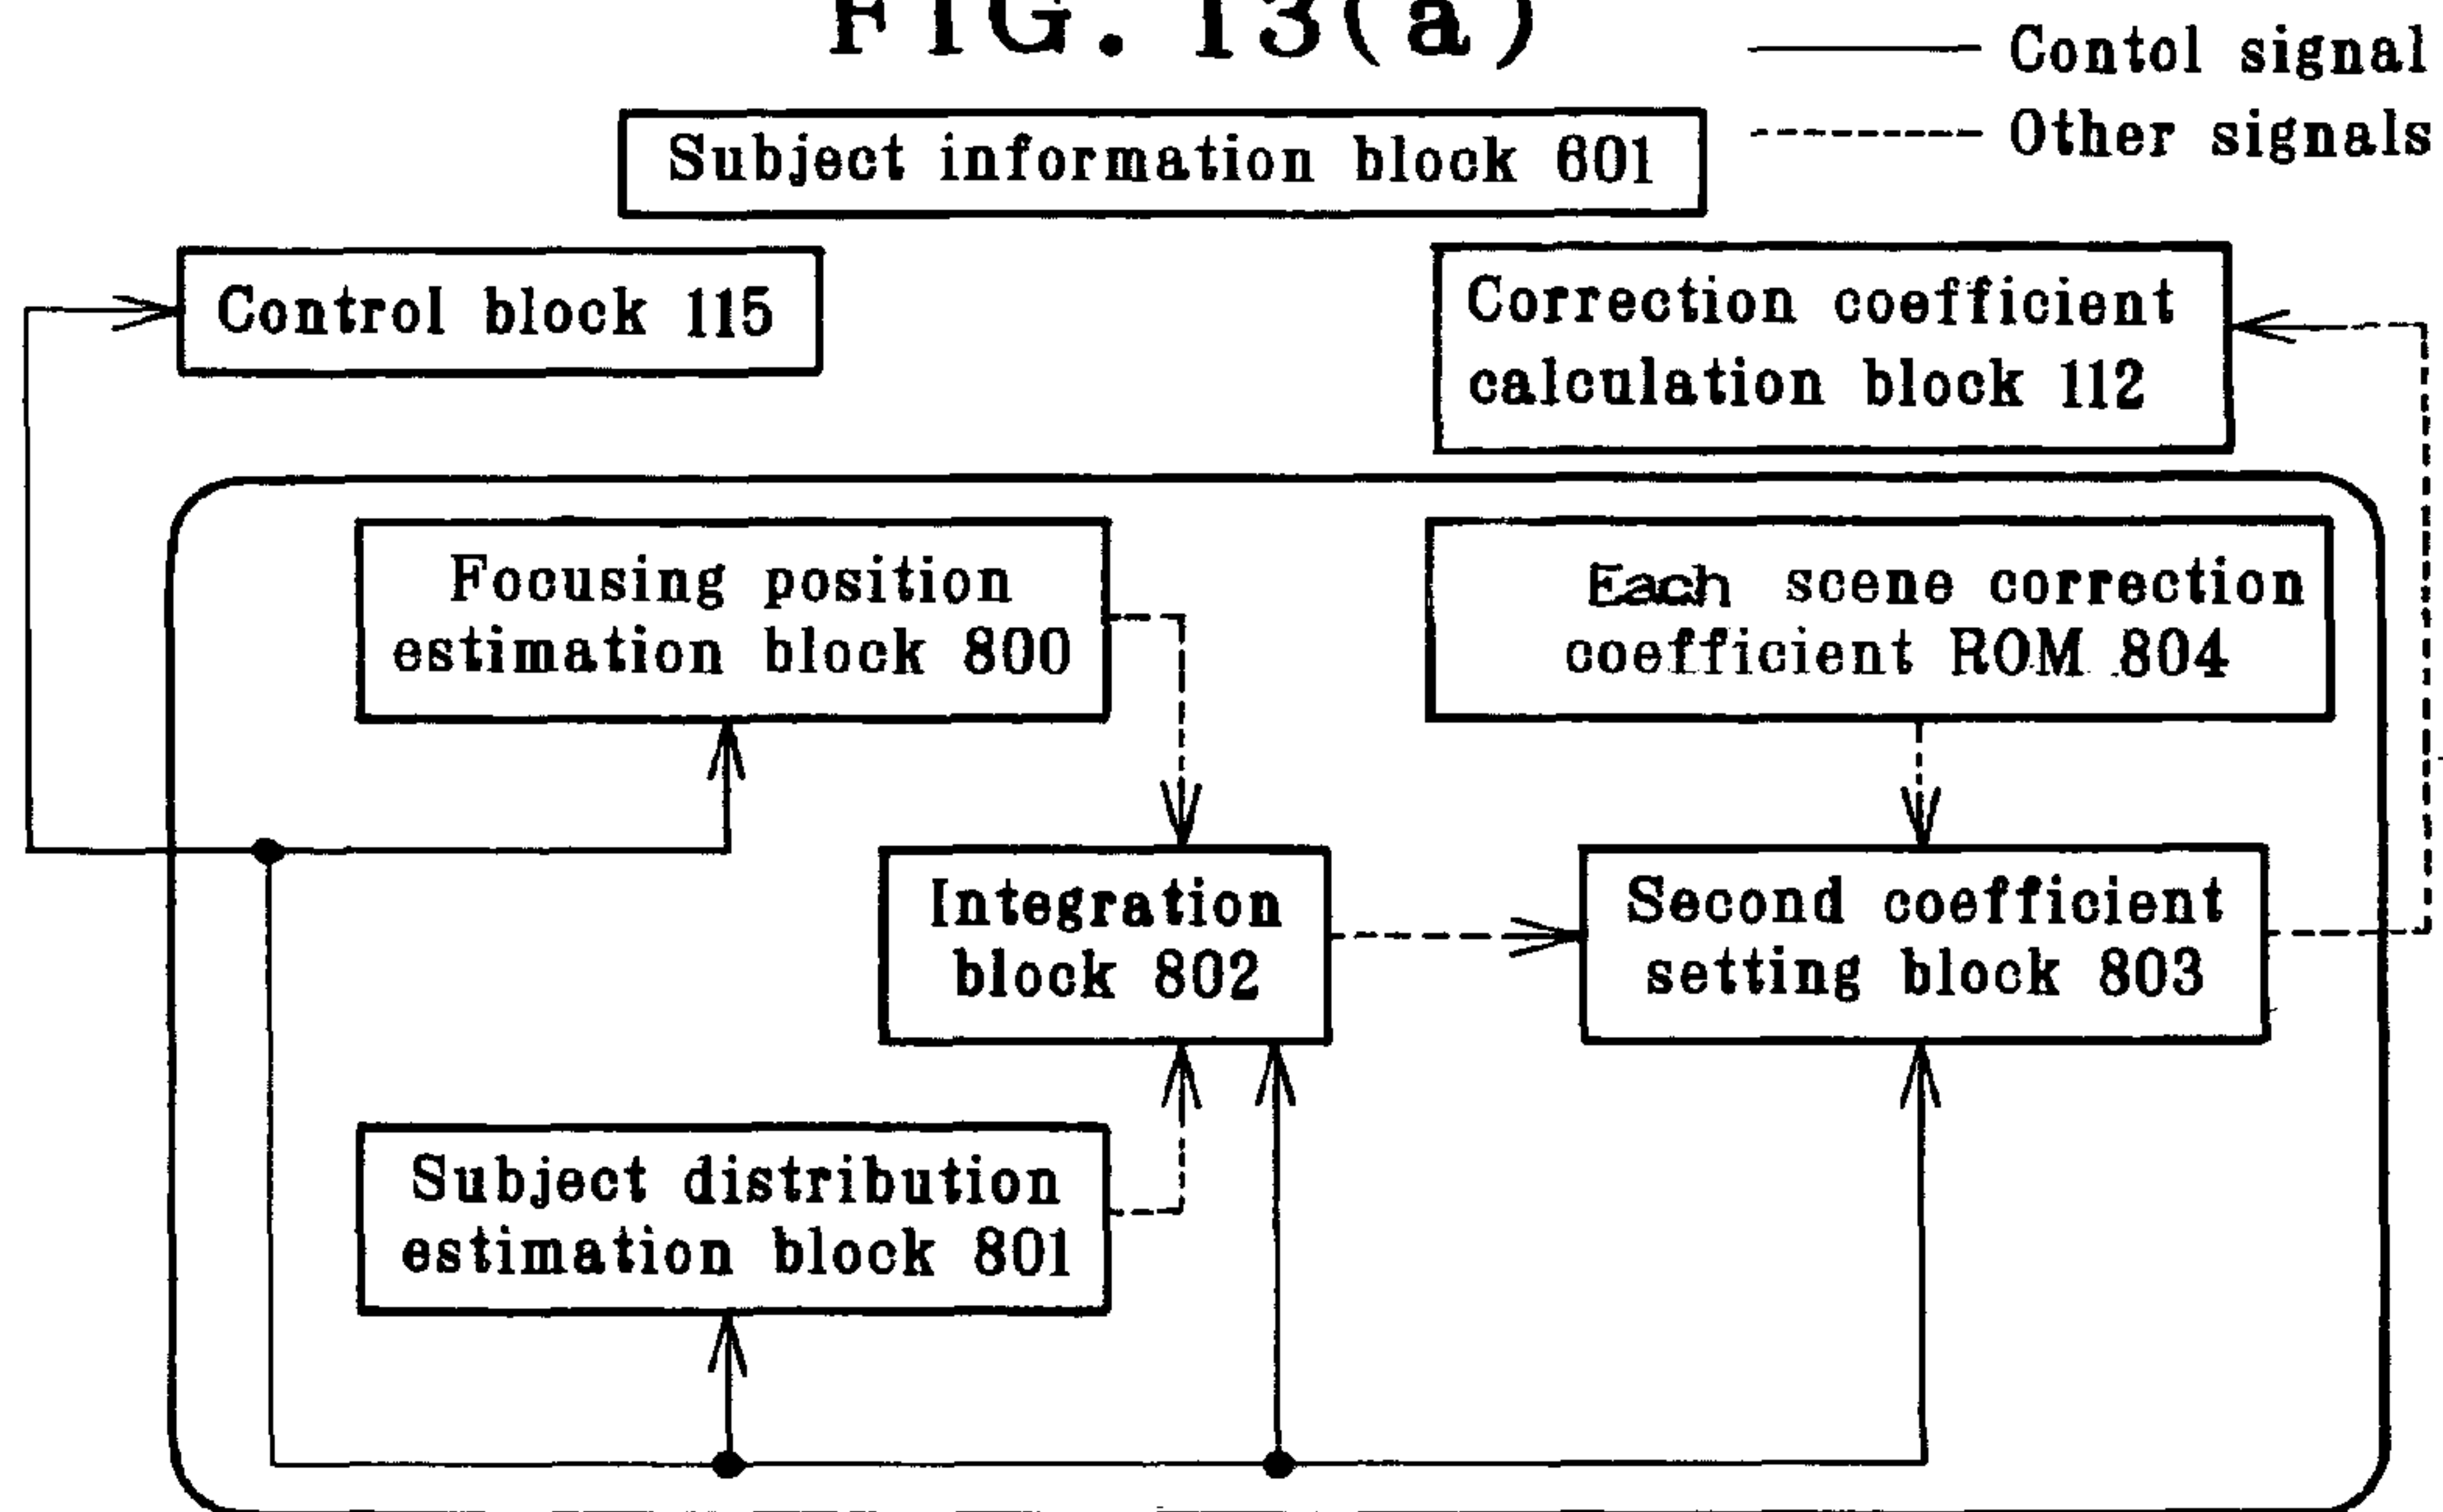 FIG. 13(a)
Contol signal
Other signals
Subject information block 601
Control block 115
Correction coefficient
calculation block 112
Focusing position
estimation block 800
Each scene correction
coefficient ROM 804
Integration
block 802
Second coefficient
setting block 803
Subject distribution
estimation block 801